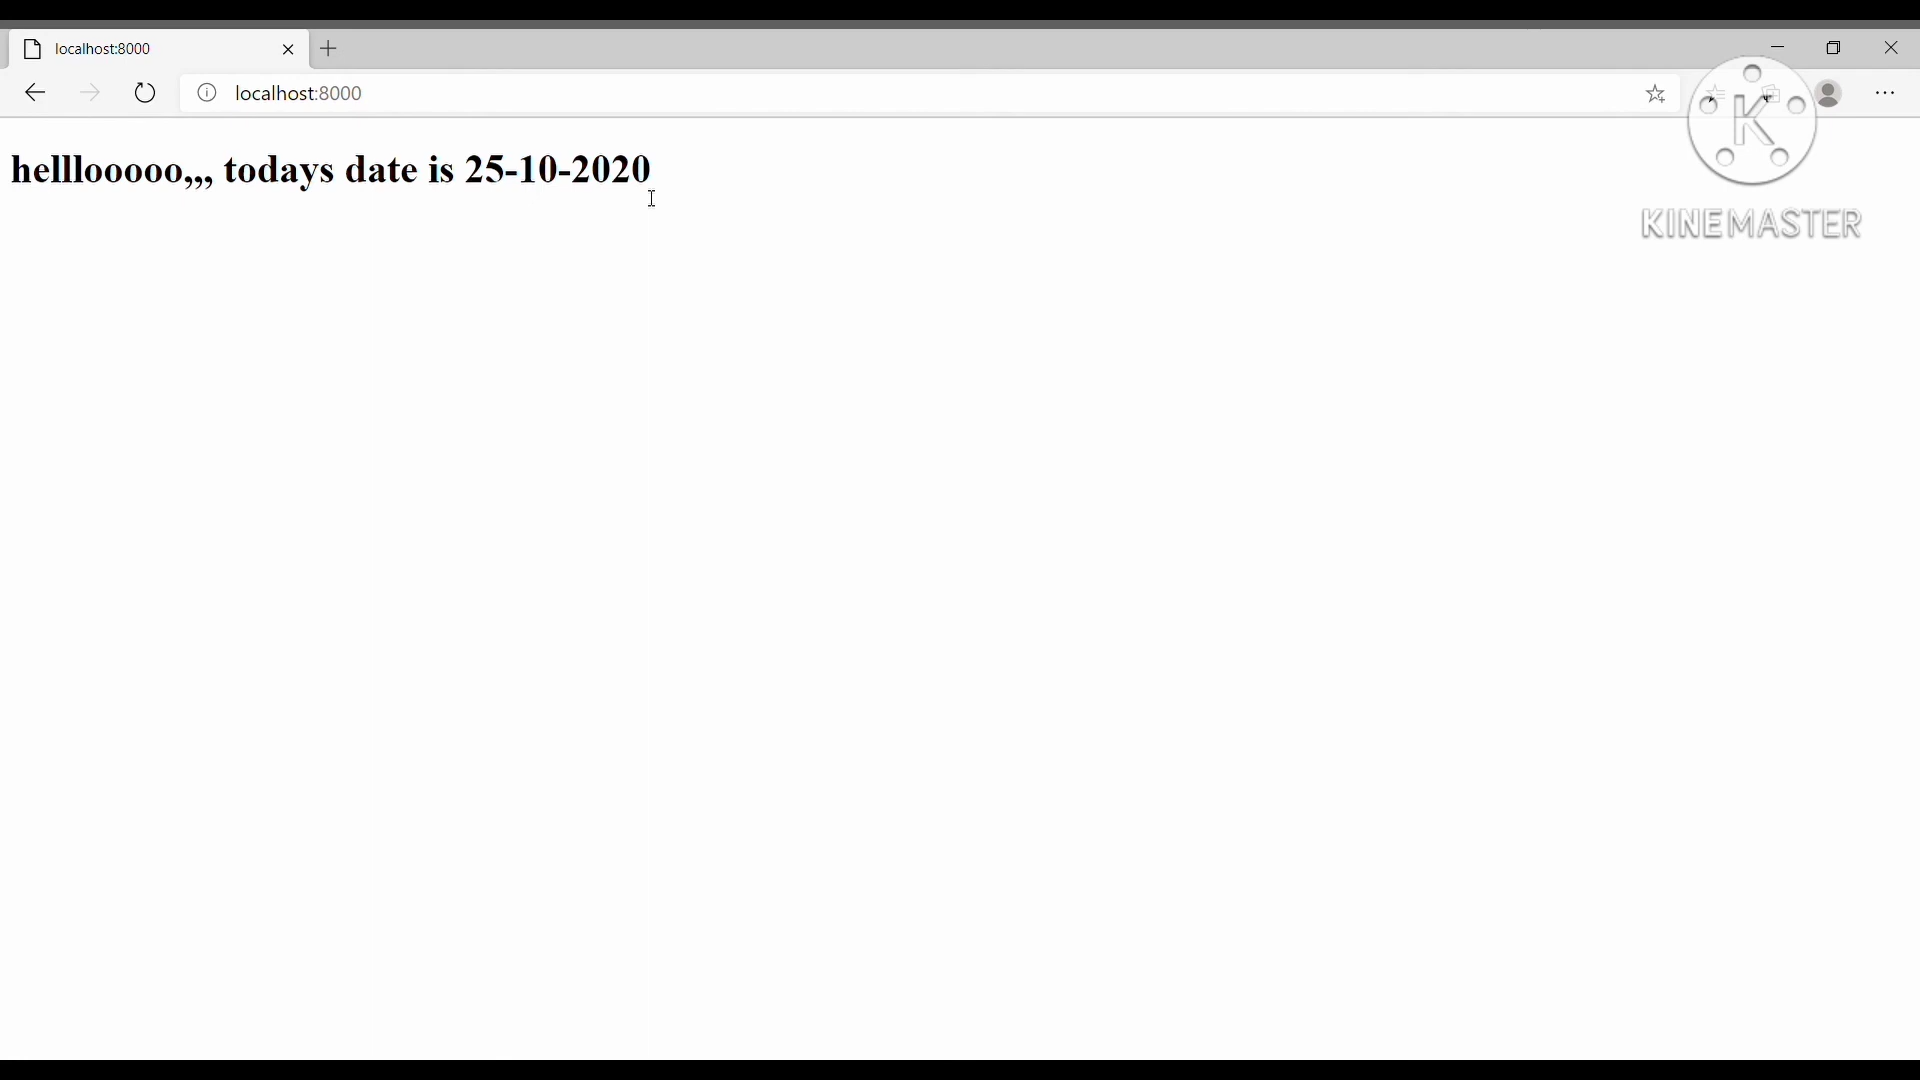 localhost:8000
localhost:8000
helllooooo,,, todays date is 25-10-2020
K
KINEMASTER